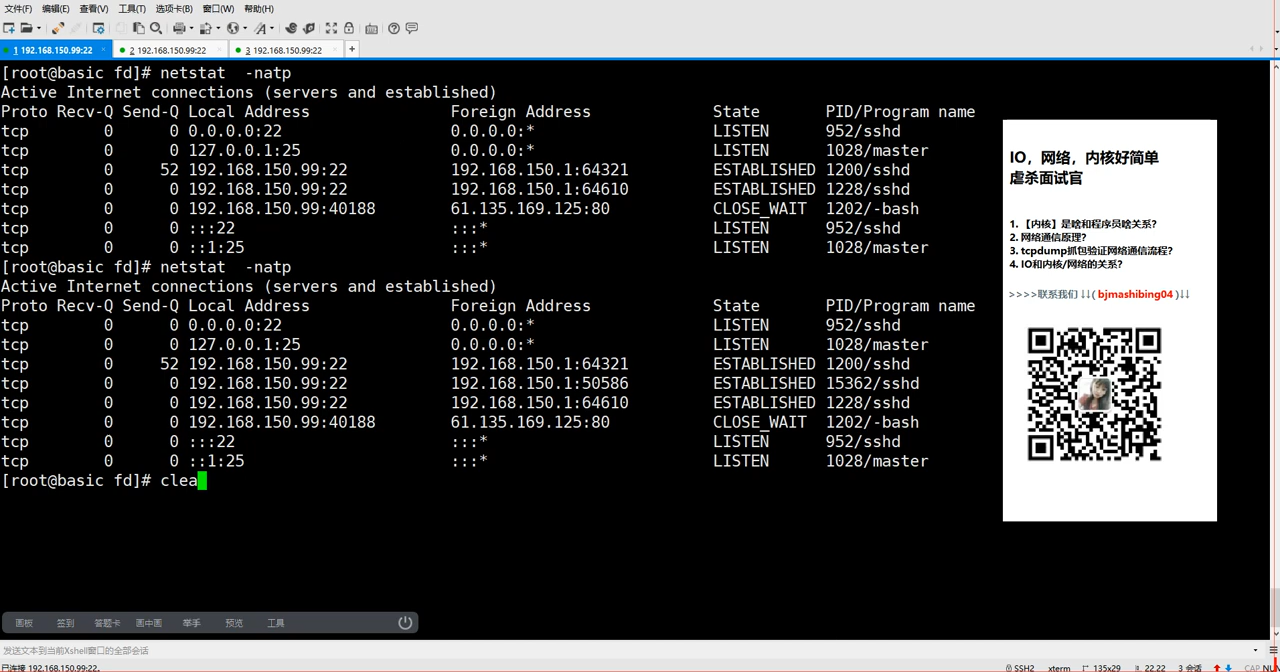 文件(F) 编辑(E) 查看(V) 工具(T) 选项卡(B) 窗口(W) 帮助(H)
1 192.168.150.99:22 × 2 192.168.150.99:22 × 3 192.168.150.99:22 × +
[root@basic fd]# netstat  -natp
Active Internet connections (servers and established)
Proto Recv-Q Send-Q Local Address Foreign Address State PID/Program name
tcp 0 0 0.0.0.0:22 0.0.0.0:* LISTEN 952/sshd
tcp 0 0 127.0.0.1:25 0.0.0.0:* LISTEN 1028/master
tcp 0 52 192.168.150.99:22 192.168.150.1:64321 ESTABLISHED 1200/sshd
tcp 0 0 192.168.150.99:22 192.168.150.1:64610 ESTABLISHED 1228/sshd
tcp 0 0 192.168.150.99:40188 61.135.169.125:80 CLOSE_WAIT 1202/-bash
tcp 0 0 :::22 :::* LISTEN 952/sshd
tcp 0 0 ::1:25 :::* LISTEN 1028/master
[root@basic fd]# netstat  -natp
Active Internet connections (servers and established)
Proto Recv-Q Send-Q Local Address Foreign Address State PID/Program name
tcp 0 0 0.0.0.0:22 0.0.0.0:* LISTEN 952/sshd
tcp 0 0 127.0.0.1:25 0.0.0.0:* LISTEN 1028/master
tcp 0 52 192.168.150.99:22 192.168.150.1:64321 ESTABLISHED 1200/sshd
tcp 0 0 192.168.150.99:22 192.168.150.1:50586 ESTABLISHED 15362/sshd
tcp 0 0 192.168.150.99:22 192.168.150.1:64610 ESTABLISHED 1228/sshd
tcp 0 0 192.168.150.99:40188 61.135.169.125:80 CLOSE_WAIT 1202/-bash
tcp 0 0 :::22 :::* LISTEN 952/sshd
tcp 0 0 ::1:25 :::* LISTEN 1028/master
[root@basic fd]# clea
IO，网络，内核好简单
虐杀面试官
1. 【内核】是啥和程序员啥关系?
2. 网络通信原理?
3. tcpdump抓包验证网络通信流程?
4. IO和内核/网络的关系?
>>>>联系我们 ↓↓( bjmashibing04 )↓↓
画板 签到 答题卡 画中画 举手 预览 工具
发送文本到当前Xshell窗口的全部会话
已连接 192.168.150.99:22。 SSH2 xterm 135x29 22,22 3 会话 CAP NUM